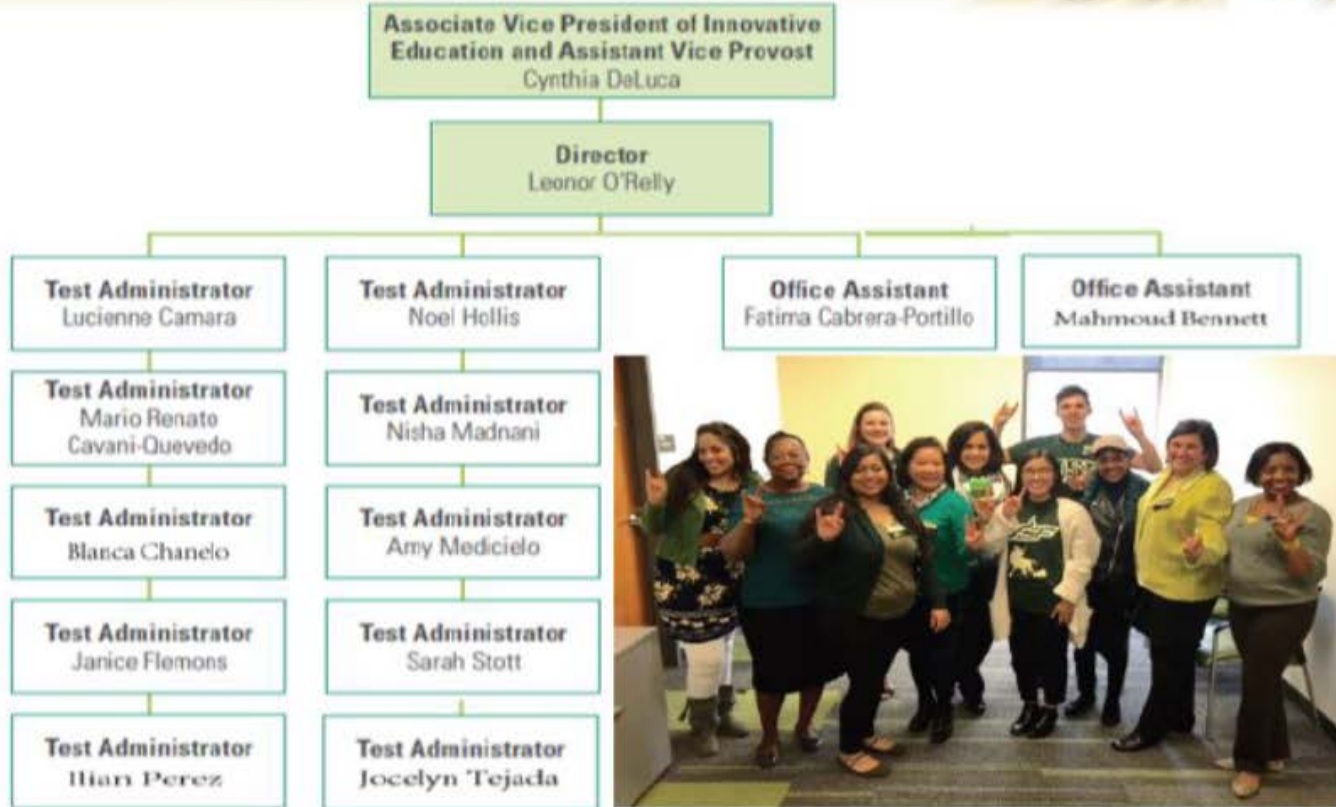 Associate Vice President of Innovative
Education and Assistant Vice Provost
Cynthia DeLuca
Director
Leonor O'Relly
Test Administrator
Lucienne Camara
Test Administrator
Noel Hollis
Office Assistant
Fatima Cabrera-Portillo
Office Assistant
Mahmoud Bennett
Test Administrator
Mario Renato
Cavani-Quevedo
Test Administrator
Nisha Madnani
Test Administrator
Blanca Chanelo
Test Administrator
Amy Medicielo
Test Administrator
Janice Flemons
Test Administrator
Sarah Stott
Test Administrator
Ilian Perez
Test Administrator
Jocelyn Tejada